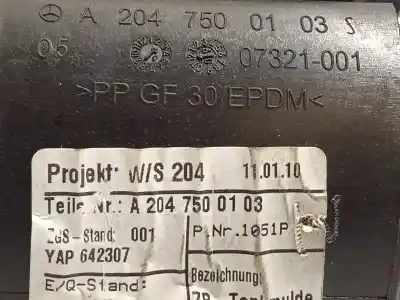 A 204 750 01 03 S
05 07321-001
>PP GF 30/EPDM<
Projekt: W/S 204 11.01.10
Teile Nr.: A 204 750 01 03
ZGS-Stand: 001 P.Nr.1051P
YAP 642307
E/Q-Stand: Bezeichnung: